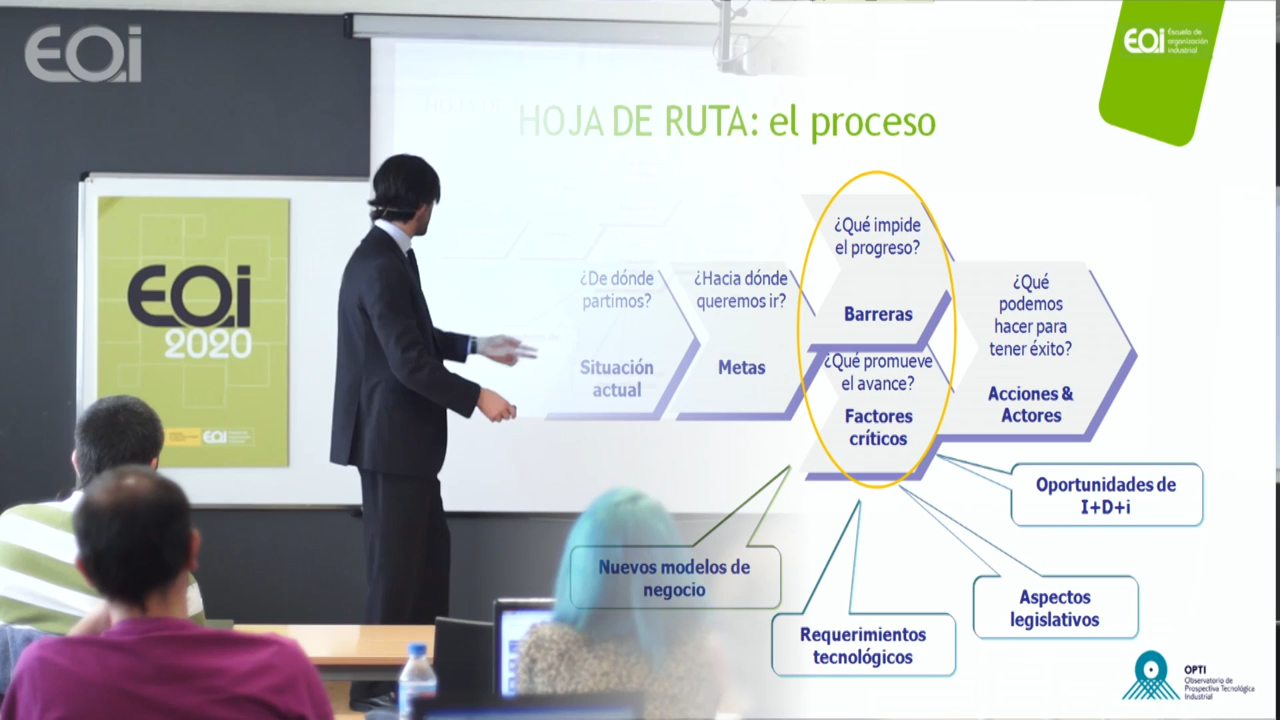 EOi
EOi Escuela de
organización
industrial
HOJA DE RUTA: el proceso
EOi
2020
EOi
¿De dónde
partimos?
Situación
actual
¿Hacia dónde
queremos ir?
Metas
¿Qué impide
el progreso?
Barreras
¿Qué promueve
el avance?
Factores
críticos
¿Qué
podemos
hacer para
tener éxito?
Acciones &
Actores
Nuevos modelos de
negocio
Requerimientos
tecnológicos
Aspectos
legislativos
Oportunidades de
I+D+i
OPTI
Observatorio de
Prospectiva Tecnológica
Industrial